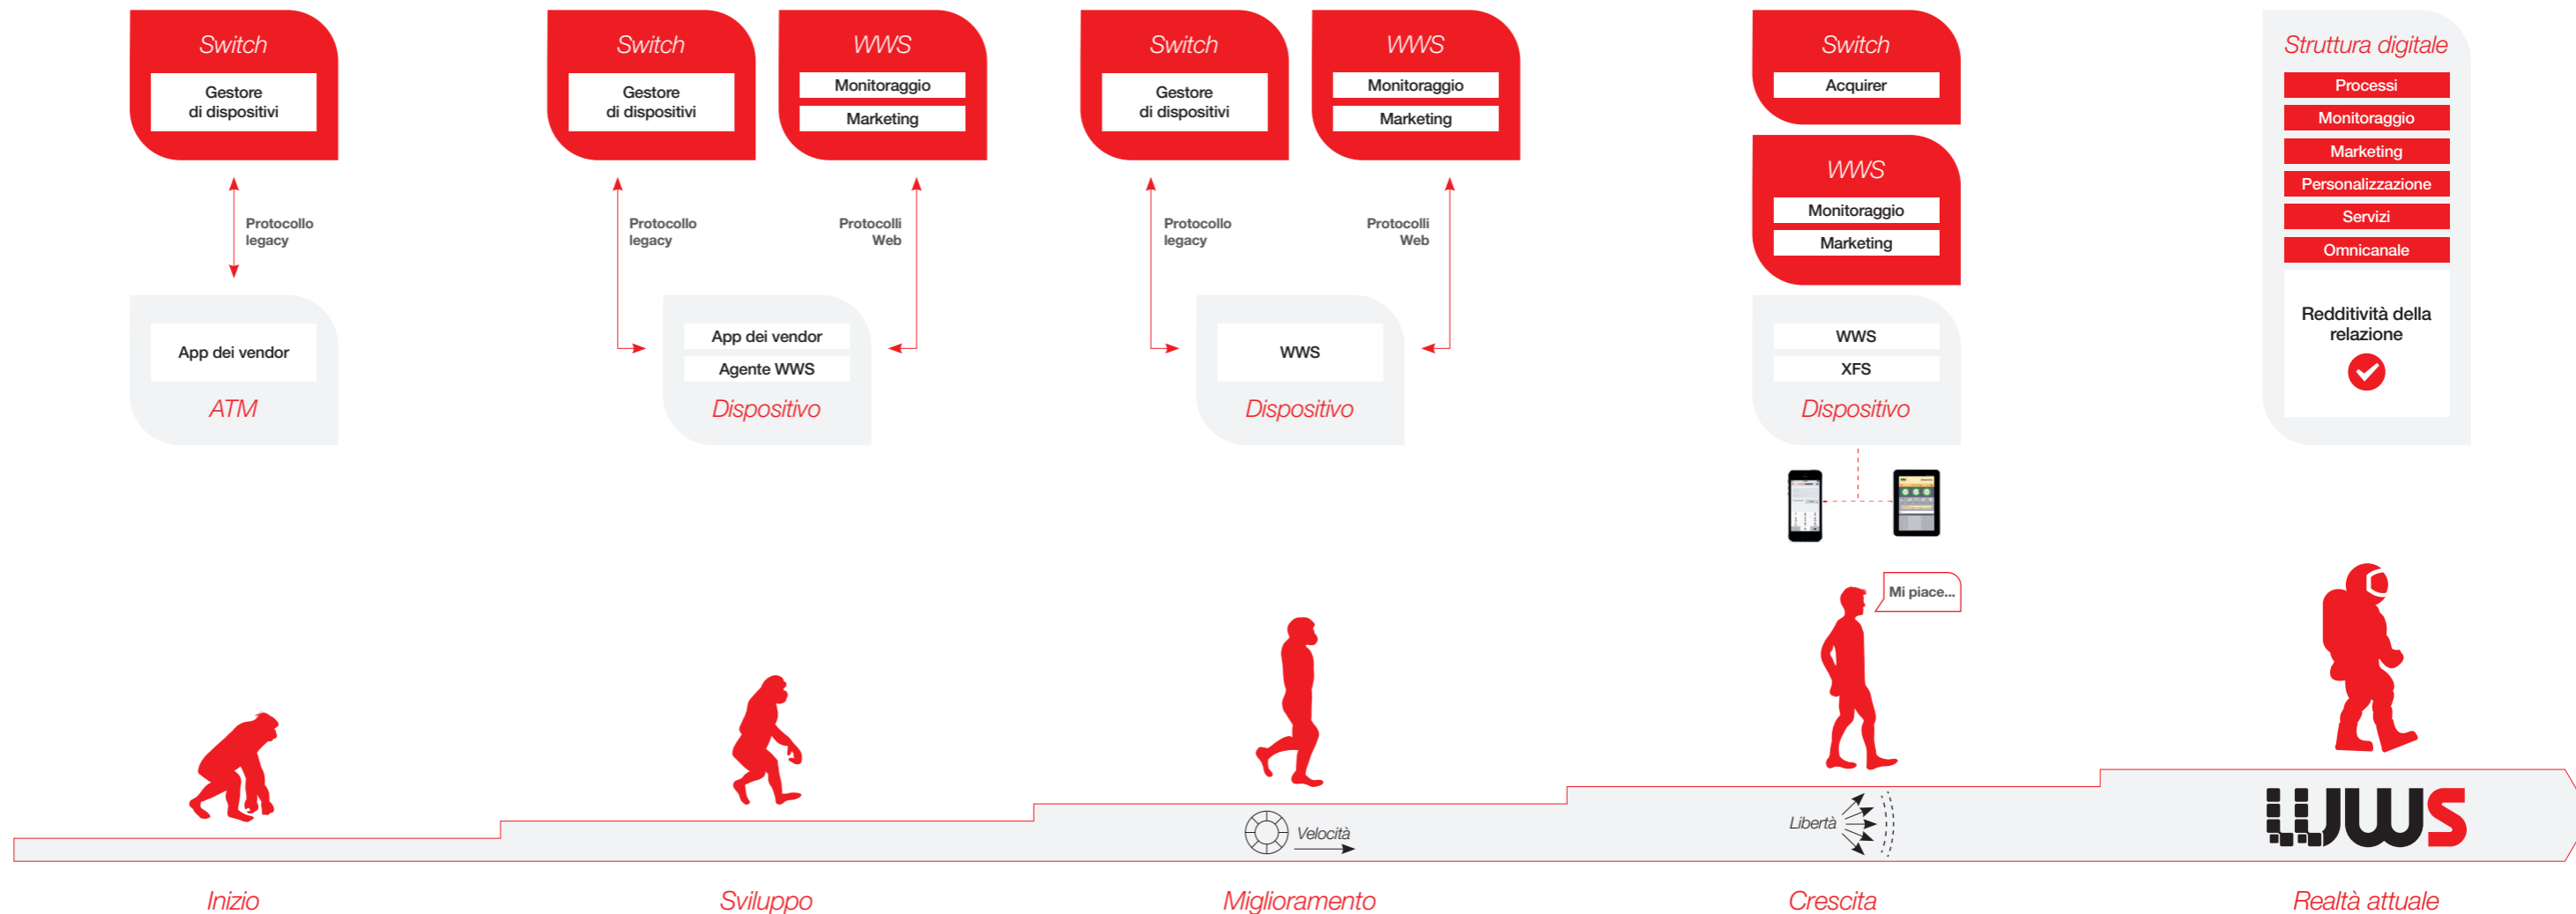 Switch
Gestore
di dispositivi
Protocollo
legacy
App dei vendor
ATM
Switch
Gestore
di dispositivi
WWS
Monitoraggio
Marketing
Protocollo
legacy
Protocolli
Web
App dei vendor
Agente WWS
Dispositivo
Switch
Gestore
di dispositivi
WWS
Monitoraggio
Marketing
Protocollo
legacy
Protocolli
Web
WWS
Dispositivo
Switch
Acquirer
WWS
Monitoraggio
Marketing
WWS
XFS
Dispositivo
Mi piace...
Struttura digitale
Processi
Monitoraggio
Marketing
Personalizzazione
Servizi
Omnicanale
Redditività della
relazione
Velocità
Libertà
WWS
Inizio
Sviluppo
Miglioramento
Crescita
Realtà attuale